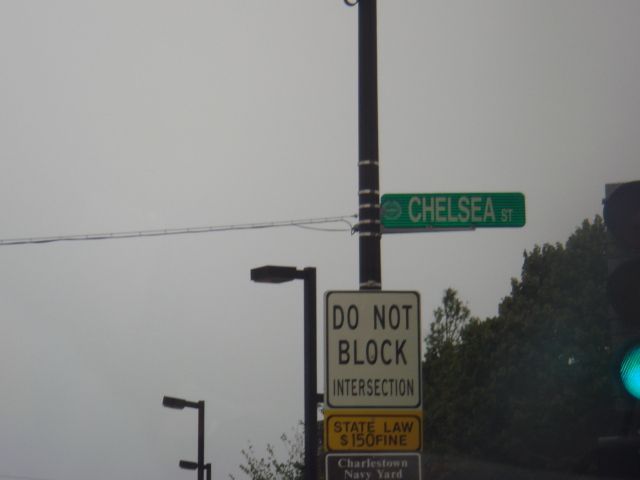 CHELSEA ST
DO NOT
BLOCK
INTERSECTION
STATE LAW
$150FINE
Charlestown
Navy Yard